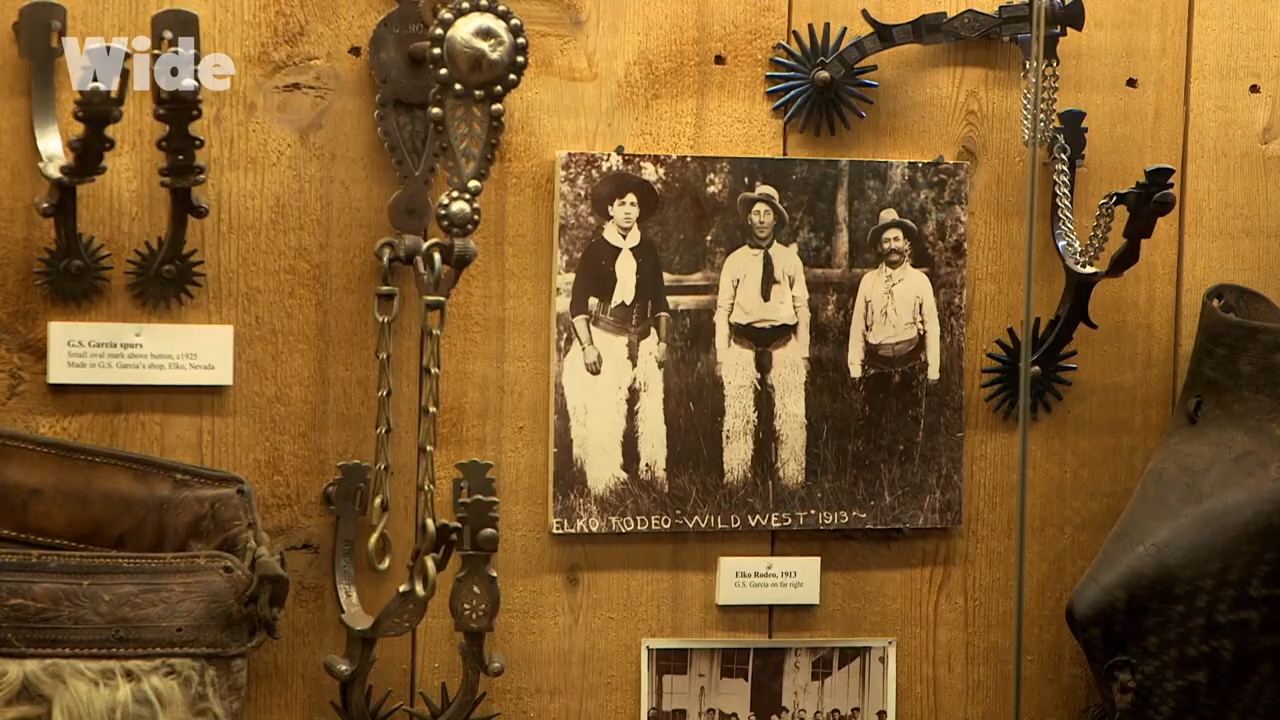 Wide
G.S. Garcia spurs
Small oval mark above button, c1925
Made in G.S. Garcia's shop, Elko, Nevada
ELKO RODEO ~ "WILD WEST" 1913 ~
Elko Rodeo, 1913
G.S. Garcia on far right